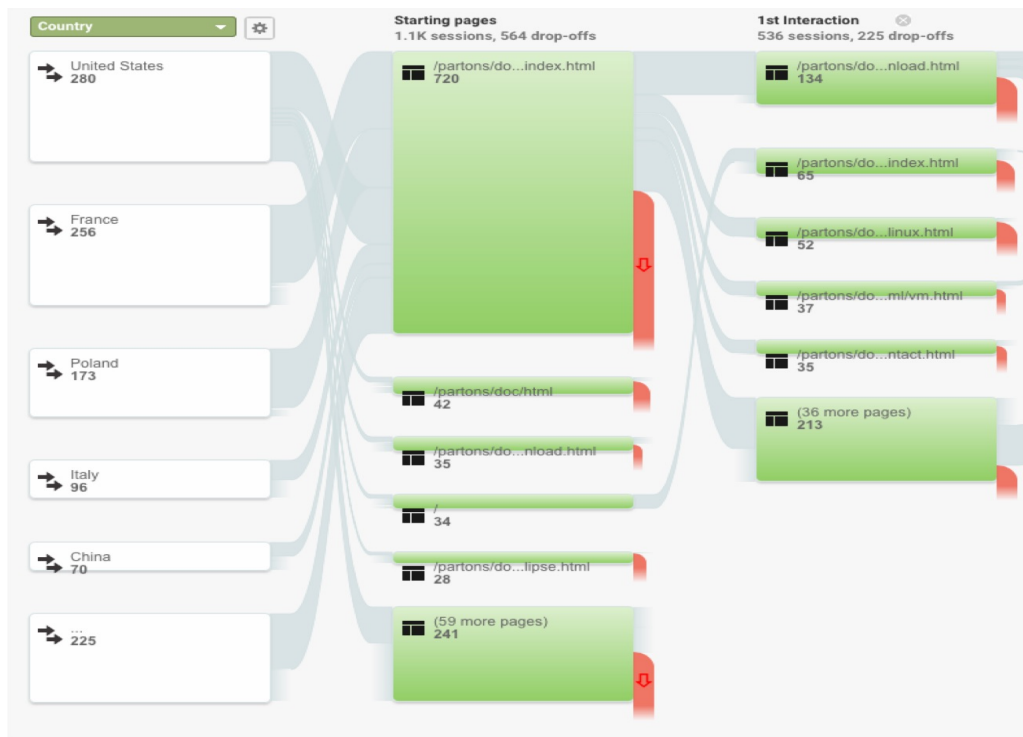 Country
United States
280
France
256
Poland
173
Italy
96
China
70
...
225
Starting pages
1.1K sessions, 564 drop-offs
/partons/do...index.html
720
/partons/doc/html
42
/partons/do...nload.html
35
/
34
/partons/do...lipse.html
28
(59 more pages)
241
1st Interaction
536 sessions, 225 drop-offs
/partons/do...nload.html
134
/partons/do...index.html
65
/partons/do...linux.html
52
/partons/do...ml/vm.html
37
/partons/do...ntact.html
35
(36 more pages)
213